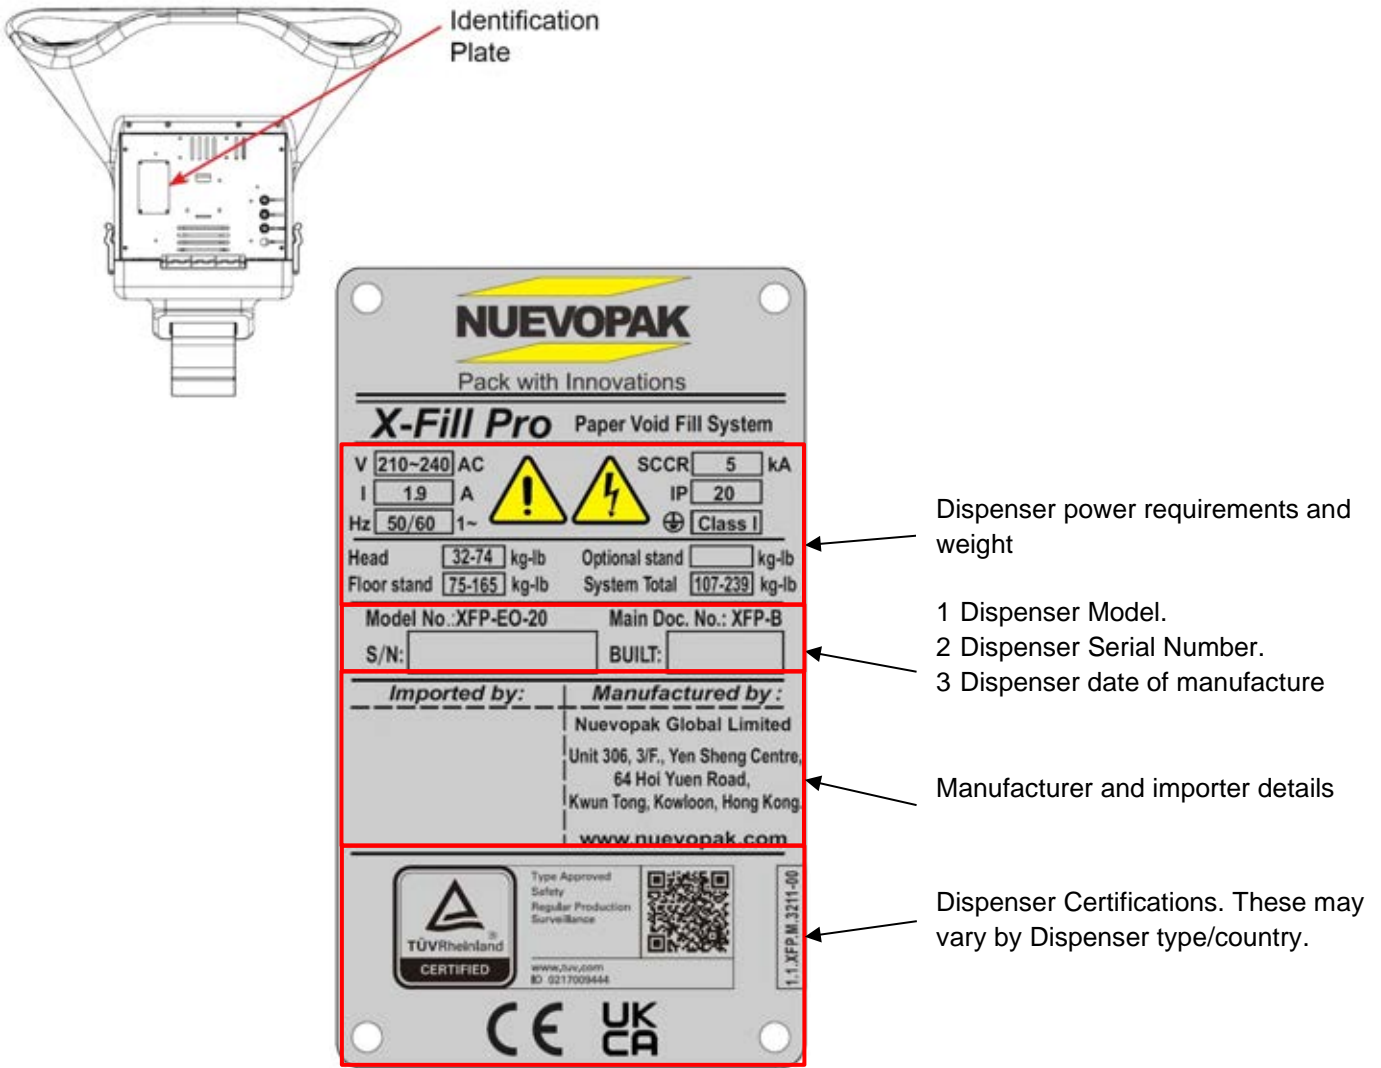 Identification
Plate
NUEVOPAK
Pack with Innovations
X-Fill Pro Paper Void Fill System
V 210~240 AC SCCR 5 kA
I 1.9 A IP 20
Hz 50/60 1~ Class I
Head 32-74 kg-lb Optional stand kg-lb
Floor stand 75-165 kg-lb System Total 107-239 kg-lb
Model No.:XFP-EO-20 Main Doc. No.: XFP-B
S/N: BUILT:
Imported by: Manufactured by :
Nuevopak Global Limited
Unit 306, 3/F., Yen Sheng Centre,
64 Hoi Yuen Road,
Kwun Tong, Kowloon, Hong Kong.
www.nuevopak.com
TÜVRheinland
®
CERTIFIED
Type Approved
Safety
Regular Production
Surveillance
www.tuv.com
ID 0217009444
1.1.XFP.M.3211-00
CE UK
CA
Dispenser power requirements and
weight
1 Dispenser Model.
2 Dispenser Serial Number.
3 Dispenser date of manufacture
Manufacturer and importer details
Dispenser Certifications. These may
vary by Dispenser type/country.